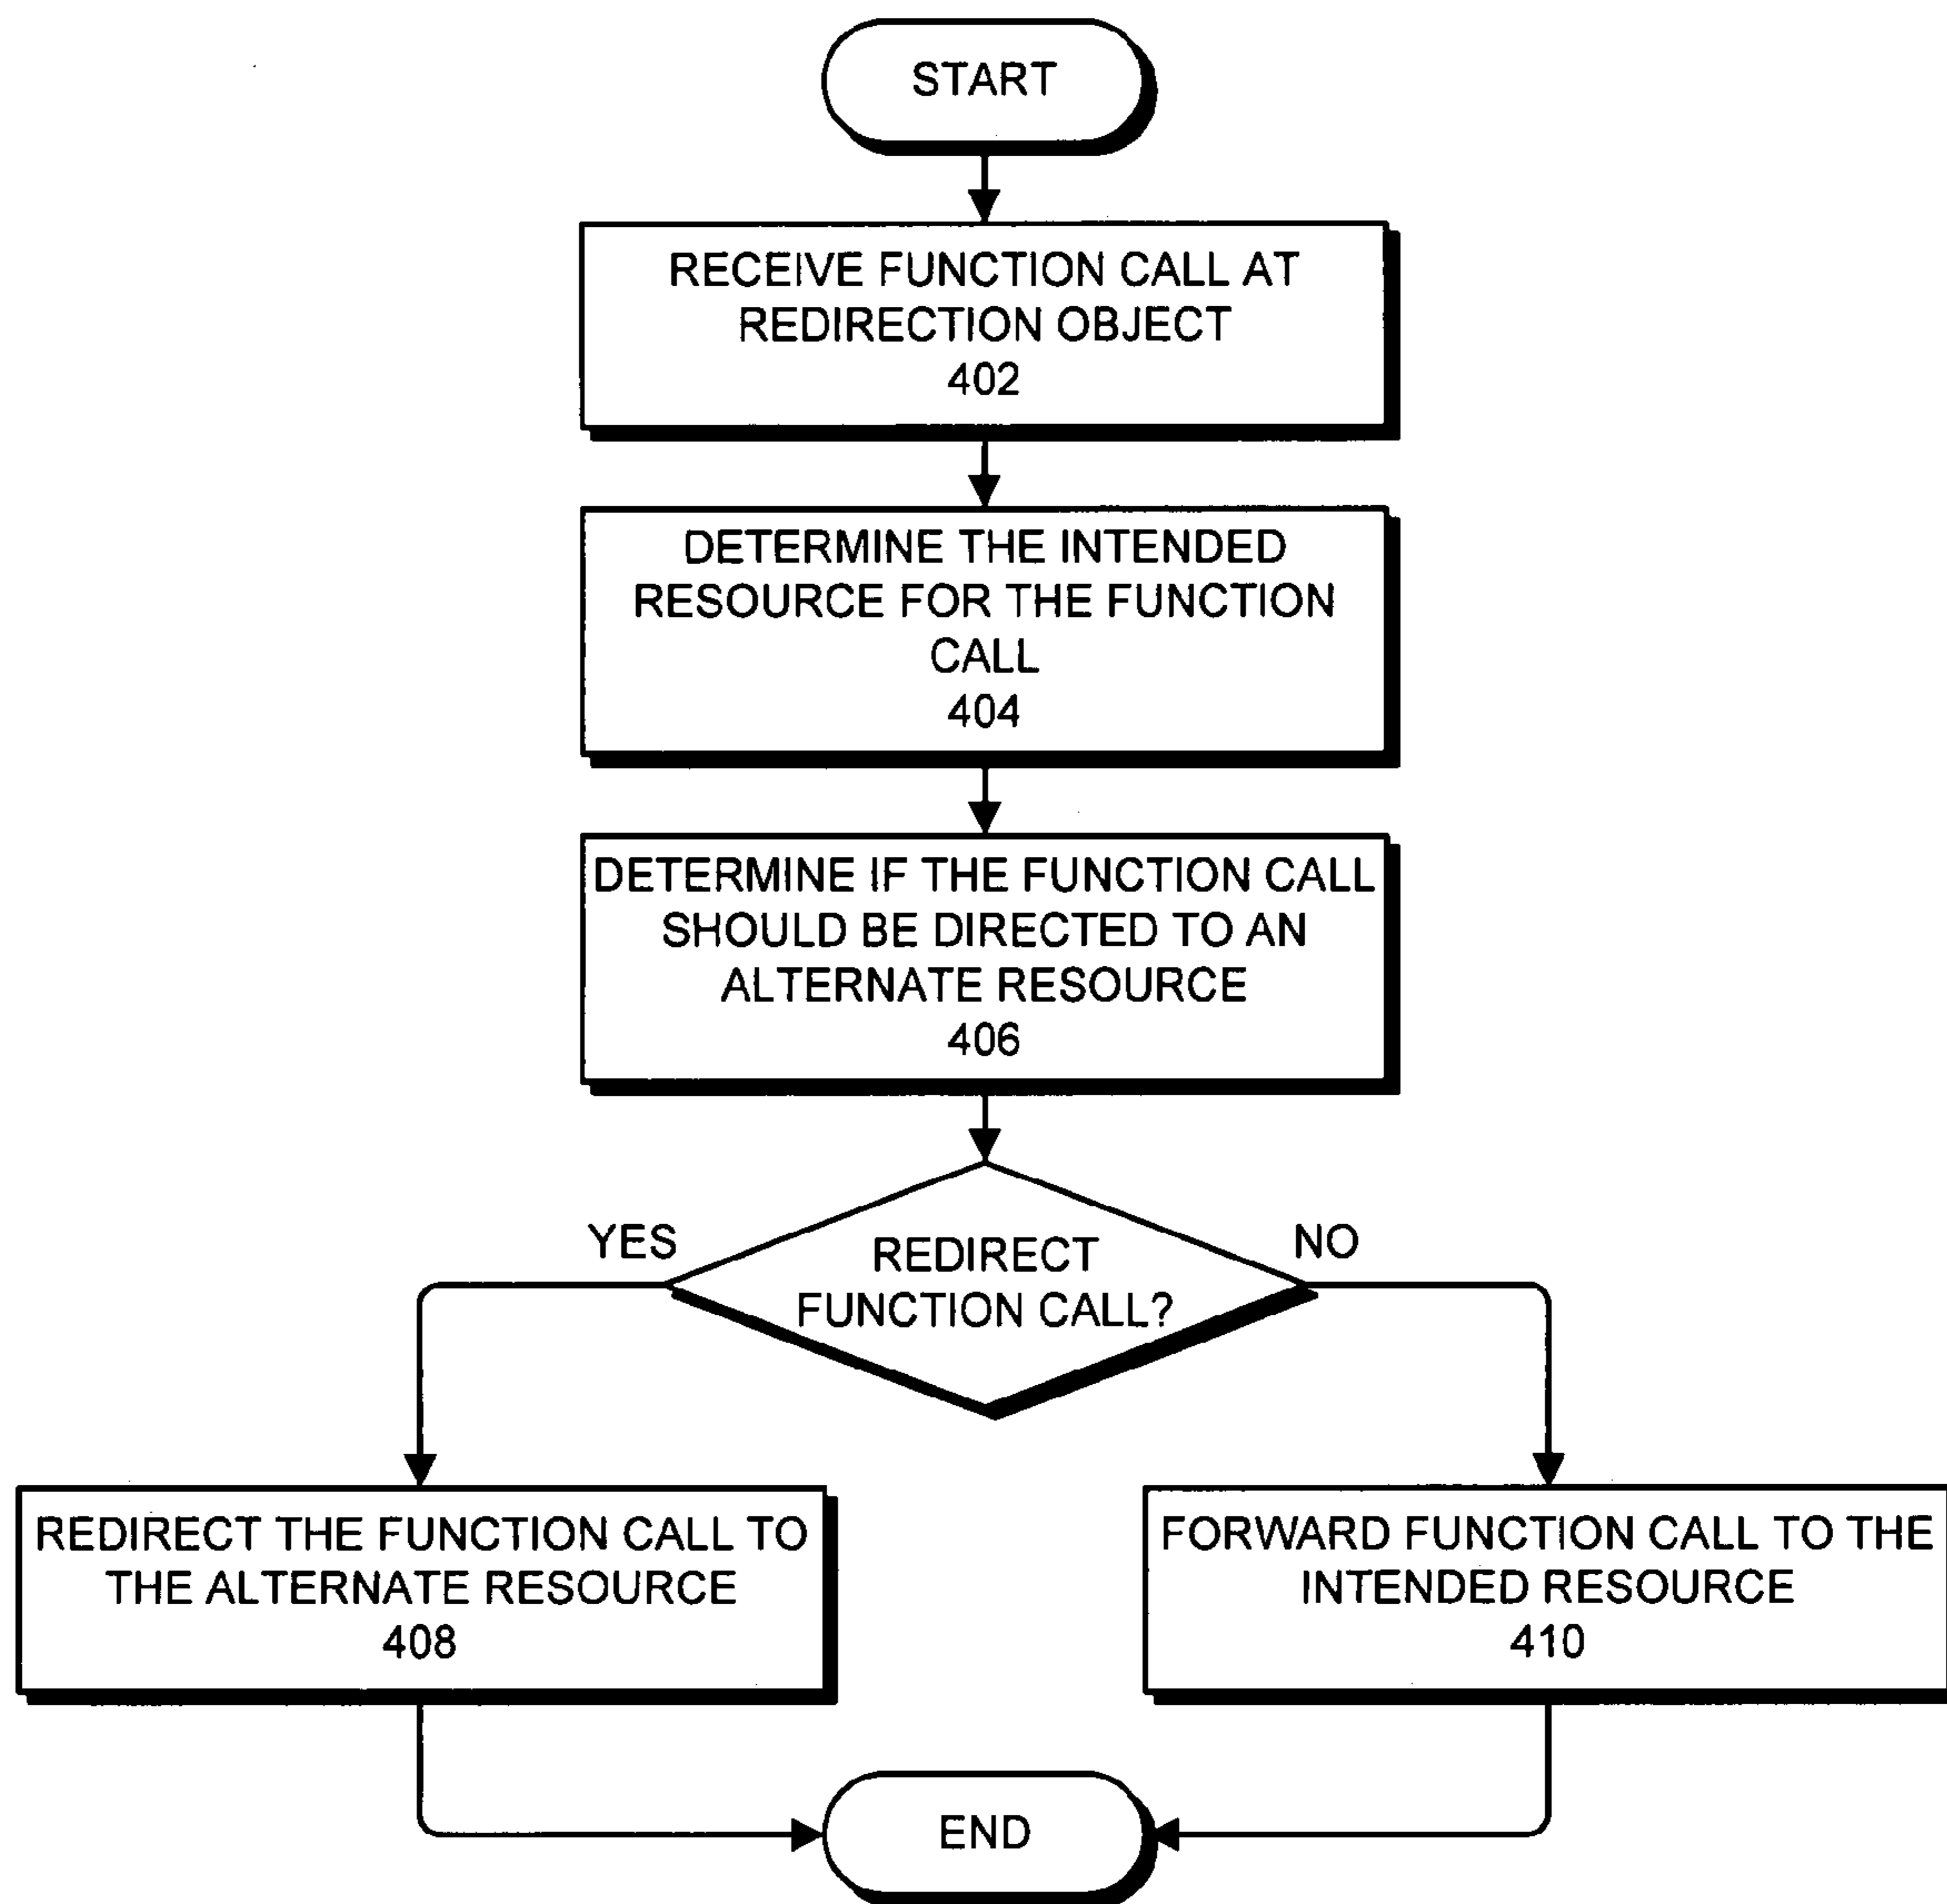 START
RECEIVE FUNCTION CALL AT
REDIRECTION OBJECT
402
DETERMINE THE INTENDED
RESOURCE FOR THE FUNCTION
CALL
404
DETERMINE IF THE FUNCTION CALL
SHOULD BE DIRECTED TO AN
ALTERNATE RESOURCE
406
YES
NO
REDIRECT
FUNCTION CALL?
REDIRECT THE FUNCTION CALL TO
THE ALTERNATE RESOURCE
408
FORWARD FUNCTION CALL TO THE
INTENDED RESOURCE
410
END